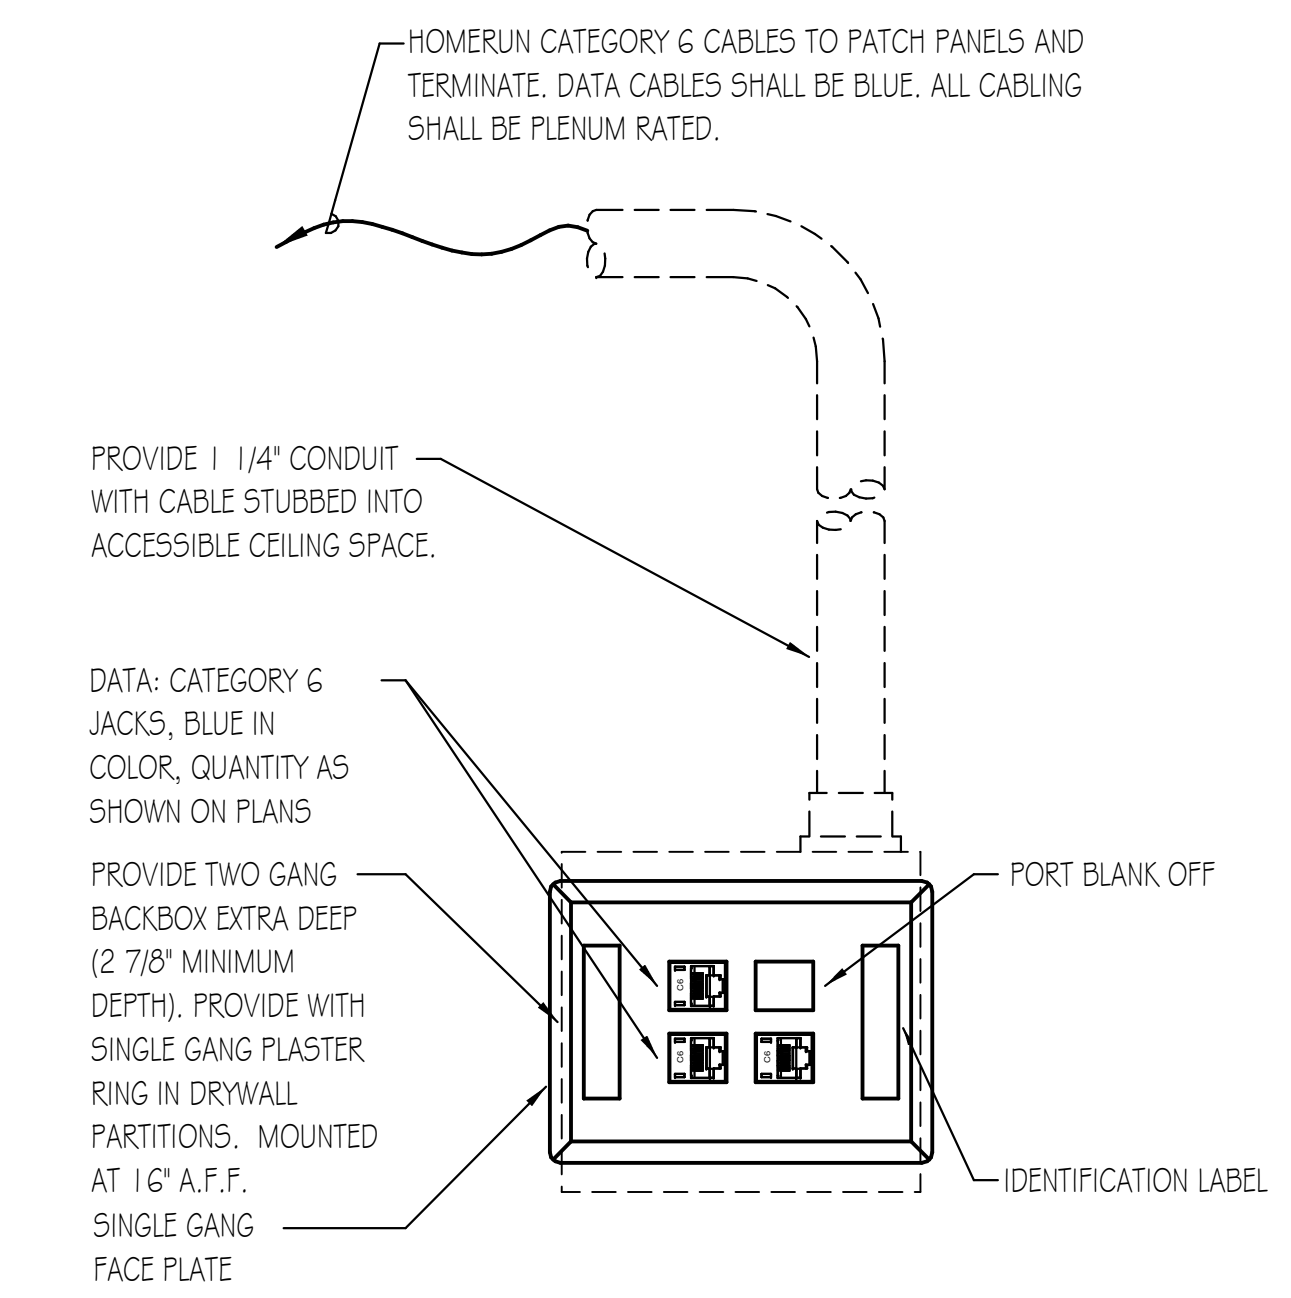 HOMERUN CATEGORY 6 CABLES TO PATCH PANELS AND
TERMINATE. DATA CABLES SHALL BE BLUE. ALL CABLING
SHALL BE PLENUM RATED.
PROVIDE 1 1/4" CONDUIT
WITH CABLE STUBBED INTO
ACCESSIBLE CEILING SPACE.
DATA: CATEGORY 6
JACKS, BLUE IN
COLOR, QUANTITY AS
SHOWN ON PLANS
PROVIDE TWO GANG
BACKBOX EXTRA DEEP
(2 7/8" MINIMUM
DEPTH). PROVIDE WITH
SINGLE GANG PLASTER
RING IN DRYWALL
PARTITIONS. MOUNTED
AT 16" A.F.F.
SINGLE GANG
FACE PLATE
PORT BLANK OFF
IDENTIFICATION LABEL
C6
C6
C6